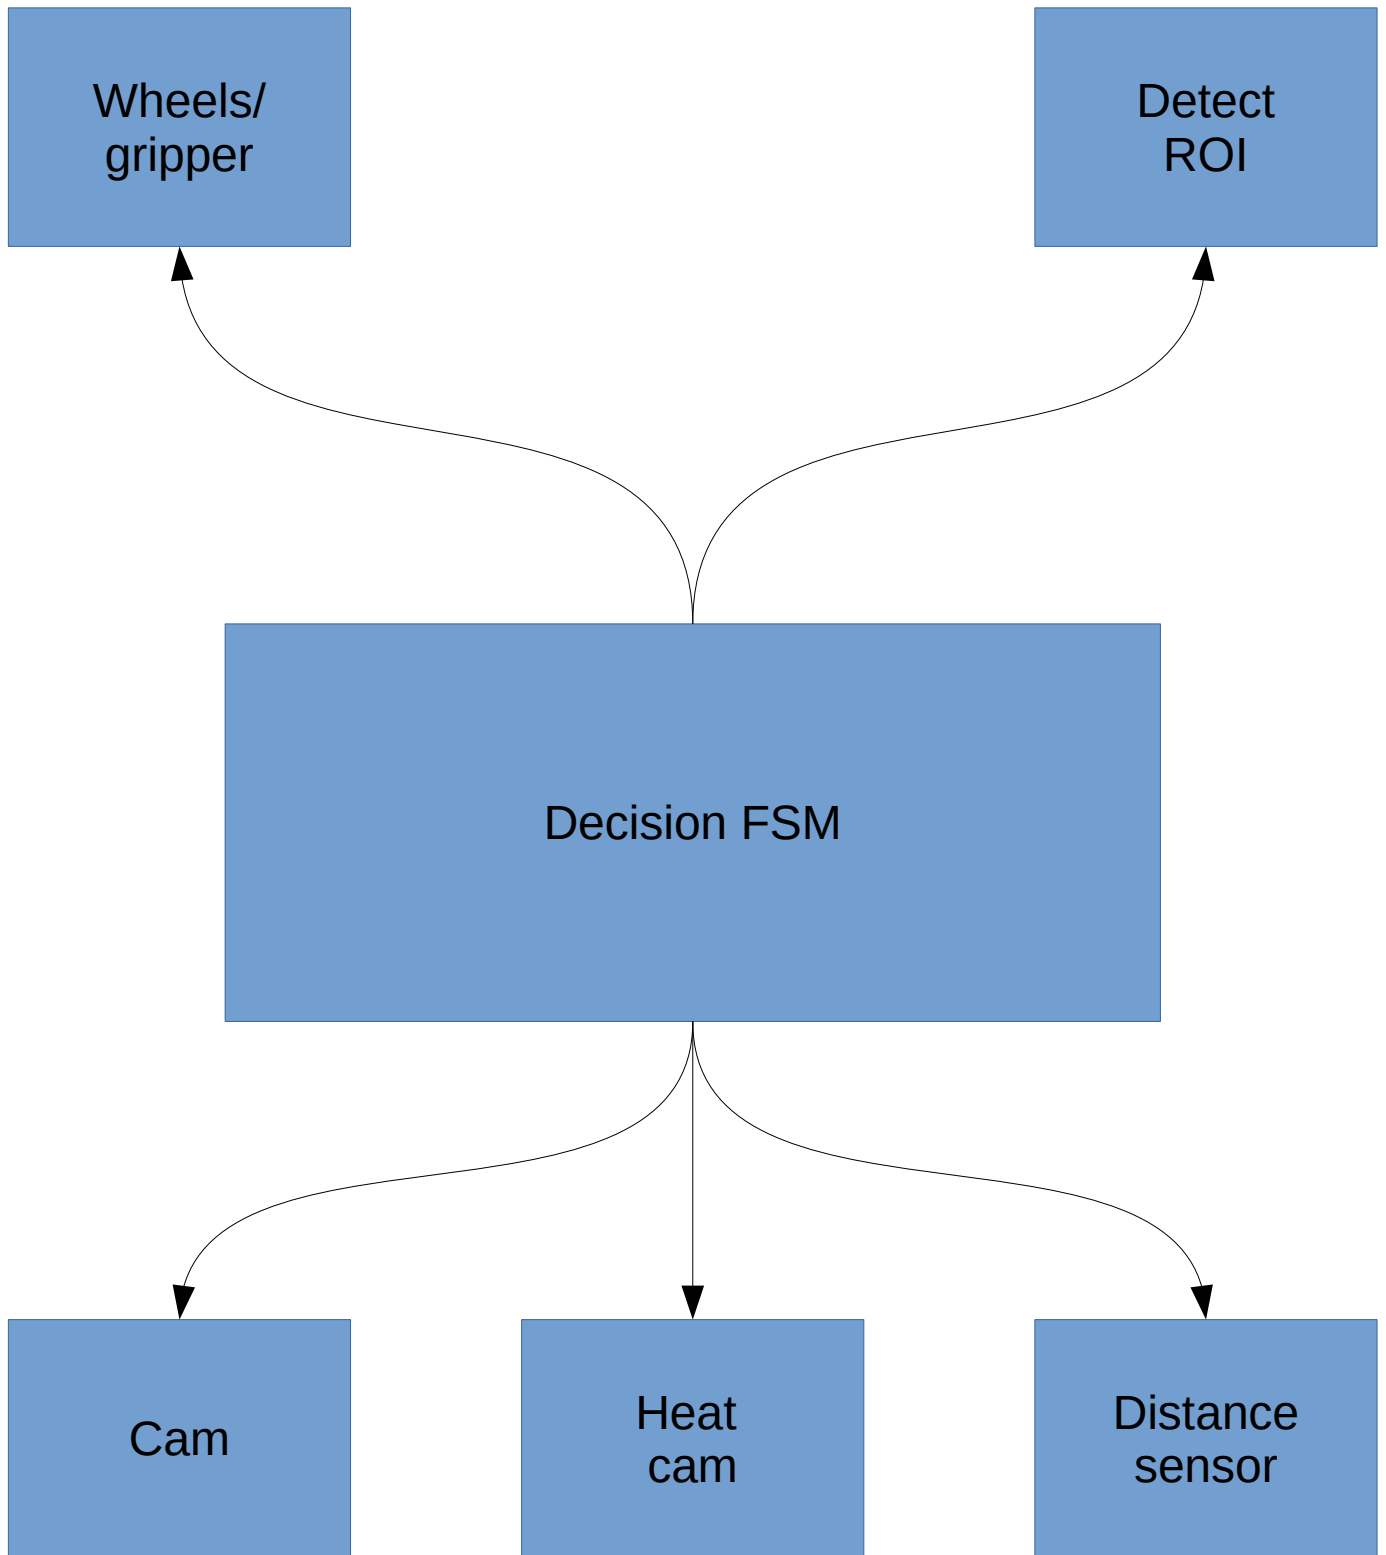 Wheels/
gripper
Detect
ROI
Decision FSM
Cam
Heat
cam
Distance
sensor